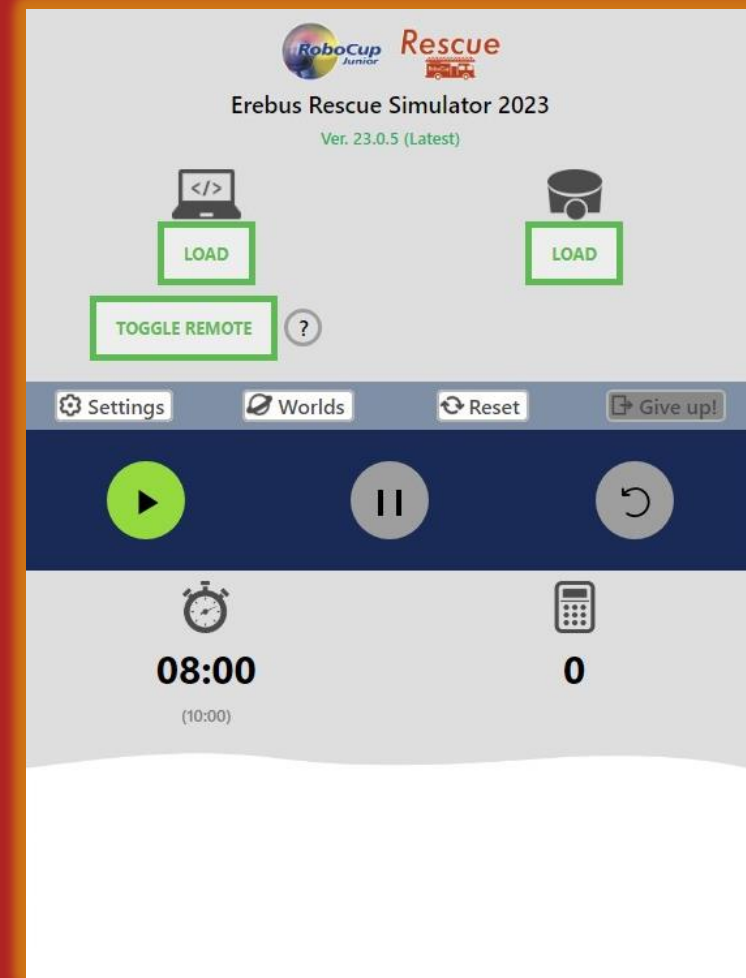 RoboCup Junior Rescue
Erebus Rescue Simulator 2023
Ver. 23.0.5 (Latest)
</>
LOAD LOAD
TOGGLE REMOTE ?
Settings Worlds Reset Give up!
08:00 0
(10:00)